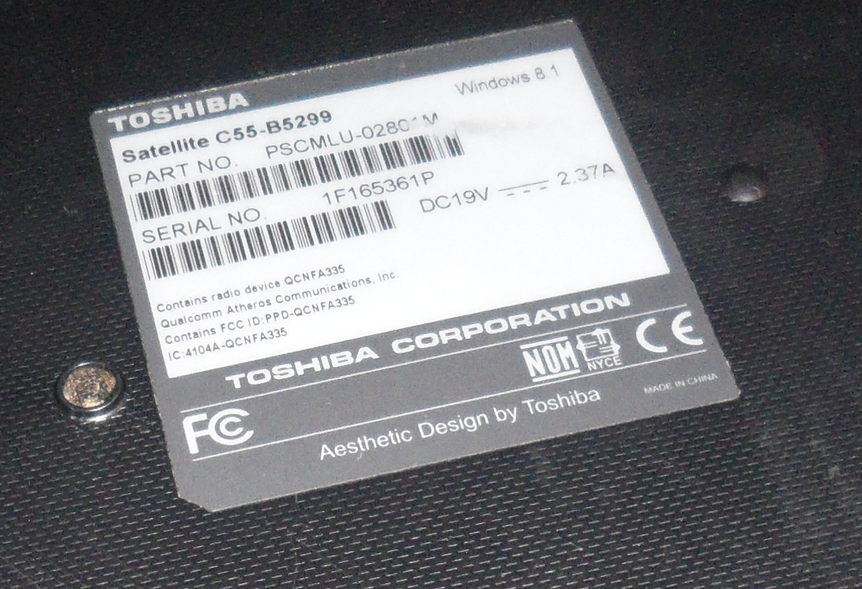 TOSHIBA
Windows 8.1
Satellite C55-B5299
PART NO. PSCMLU-02801M
SERIAL NO. 1F165361P
DC19V 2.37A
Contains radio device QCNFA335
Qualcomm Atheros Communications, Inc.
Contains FCC ID:PPD-QCNFA335
IC:4104A-QCNFA335
TOSHIBA CORPORATION
NOM
NYCE
CE
FC
Aesthetic Design by Toshiba
MADE IN CHINA